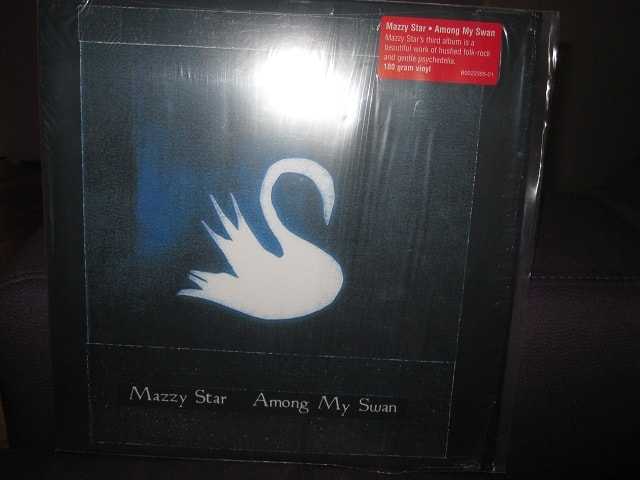 Mazzy Star • Among My Swan
Mazzy Star's third album is a
beautiful work of hushed folk-rock
and gentle psychedelia.
180 gram vinyl
Mazzy Star Among My Swan